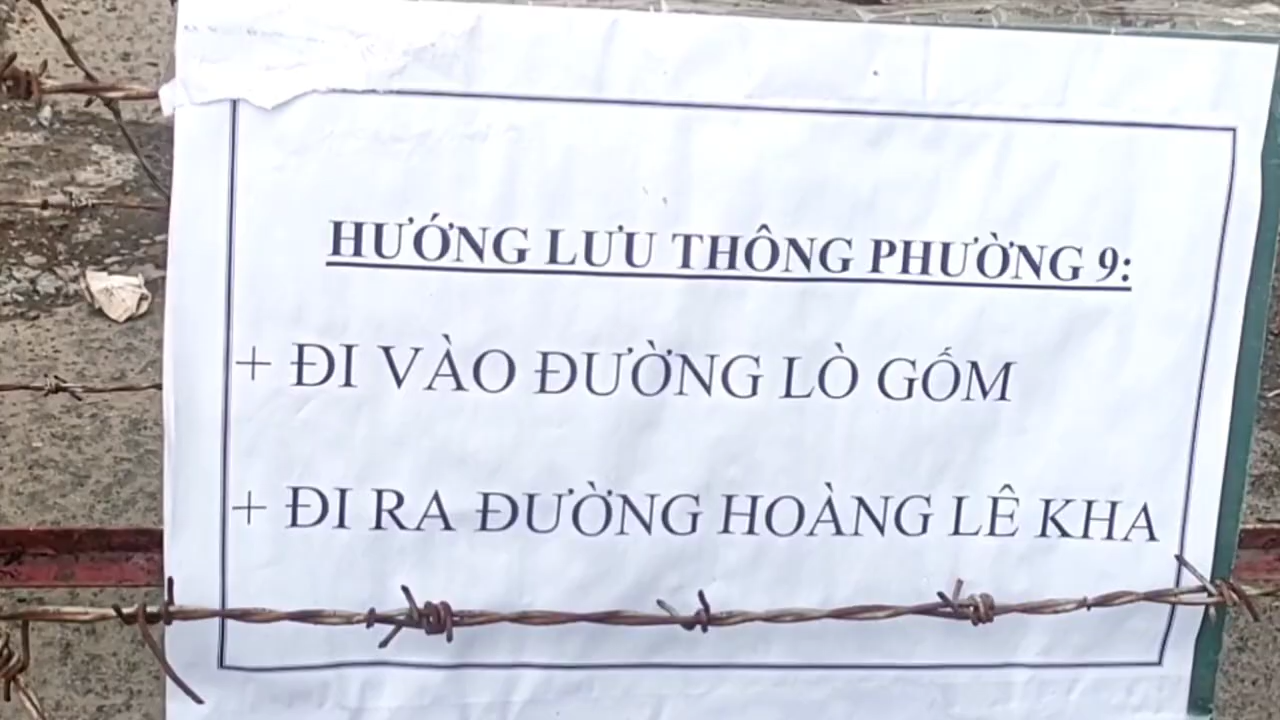 HƯỚNG LƯU THÔNG PHƯỜNG 9:
+ ĐI VÀO ĐƯỜNG LÒ GỐM
+ ĐI RA ĐƯỜNG HOÀNG LÊ KHA